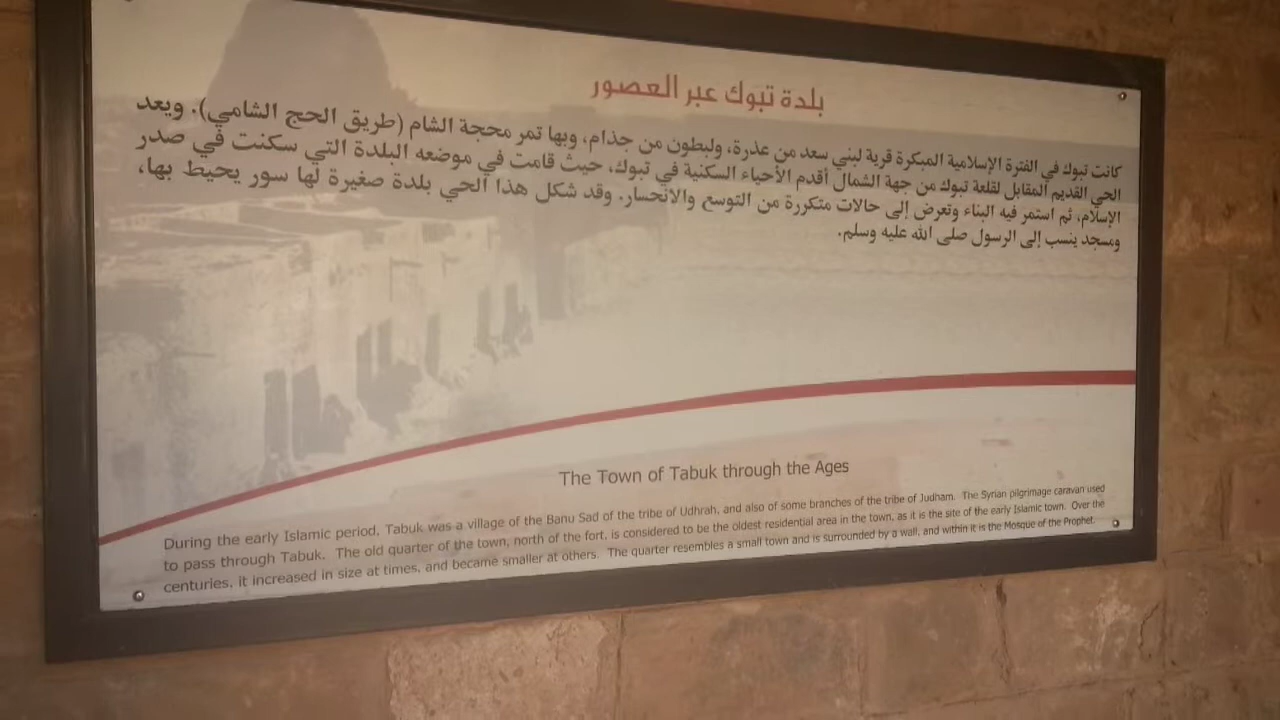 بلدة تبوك عبر العصور
كانت تبوك في الفترة الإسلامية المبكرة قرية لبني سعد من عذرة، ولبطون من جذام، وبها تمر محجة الشام (طريق الحج الشامي). ويعد
الحي القديم المقابل لقلعة تبوك من جهة الشمال أقدم الأحياء السكنية في تبوك، حيث قامت في موضعه البلدة التي سكنت في صدر
الإسلام، ثم استمر فيه البناء وتعرض إلى حالات متكررة من التوسع والانحسار. وقد شكل هذا الحي بلدة صغيرة لها سور يحيط بها،
ومسجد ينسب إلى الرسول صلى الله عليه وسلم.
The Town of Tabuk through the Ages
During the early Islamic period, Tabuk was a village of the Banu Sad of the tribe of Udhrah, and also of some branches of the tribe of Judham. The Syrian pilgrimage caravan used
to pass through Tabuk. The old quarter of the town, north of the fort, is considered to be the oldest residential area in the town, as it is the site of the early Islamic town. Over the
centuries, it increased in size at times, and became smaller at others. The quarter resembles a small town and is surrounded by a wall, and within it is the Mosque of the Prophet.